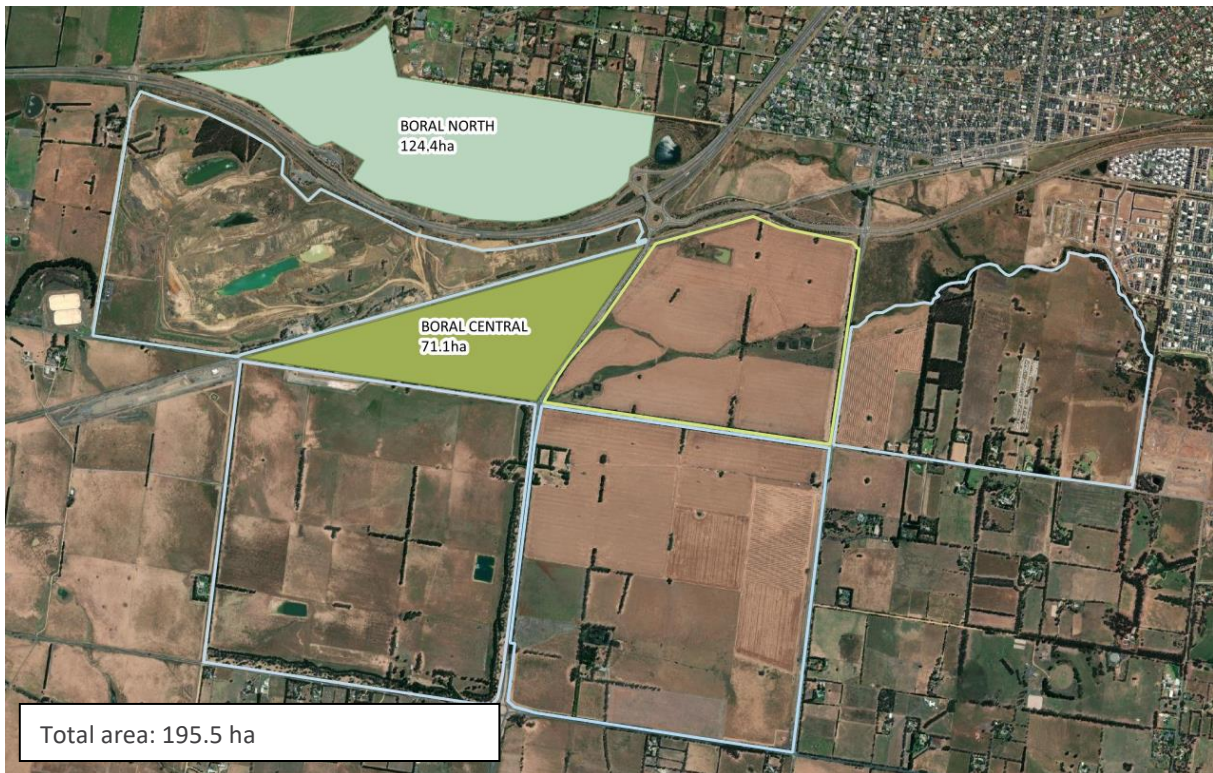 BORAL NORTH
124.4ha
BORAL CENTRAL
71.1ha
Total area: 195.5 ha